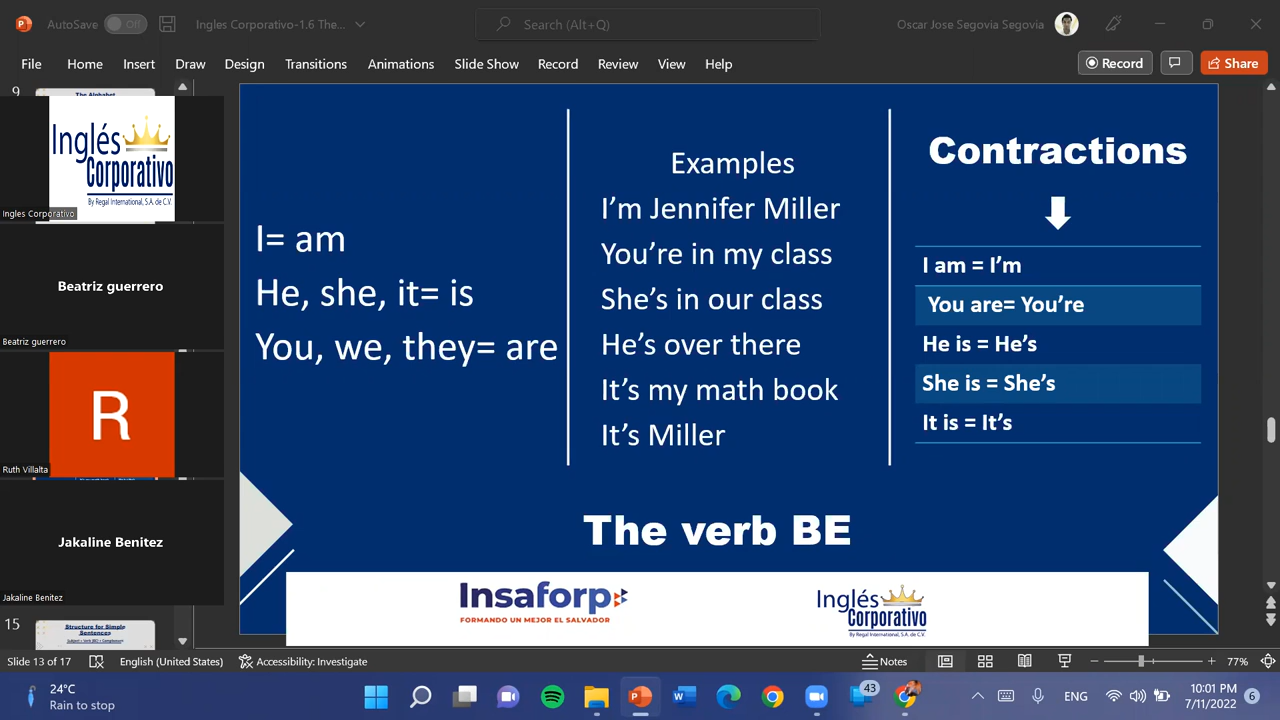 AutoSave Off Ingles Corporativo-1.6 The... Search (Alt+Q) Oscar Jose Segovia Segovia
File Home Insert Draw Design Transitions Animations Slide Show Record Review View Help Record Share
9
The Alphabet
Inglés
Corporativo
By Regal International, S.A. de C.V.
Ingles Corporativo
Beatriz guerrero
Beatriz guerrero
R
Ruth Villalta
Jakaline Benitez
Jakaline Benitez
15
Structure for Simple
Sentences
I= am
He, she, it= is
You, we, they= are
Examples
I’m Jennifer Miller
You’re in my class
She’s in our class
He’s over there
It’s my math book
It’s Miller
Contractions
I am = I’m
You are= You’re
He is = He’s
She is = She’s
It is = It’s
The verb BE
Insaforp
FORMANDO UN MEJOR EL SALVADOR
Inglés
Corporativo
By Regal International, S.A. de C.V.
Slide 13 of 17 English (United States) Accessibility: Investigate Notes 77%
24°C
Rain to stop
W
43
ENG
10:01 PM
7/11/2022
6